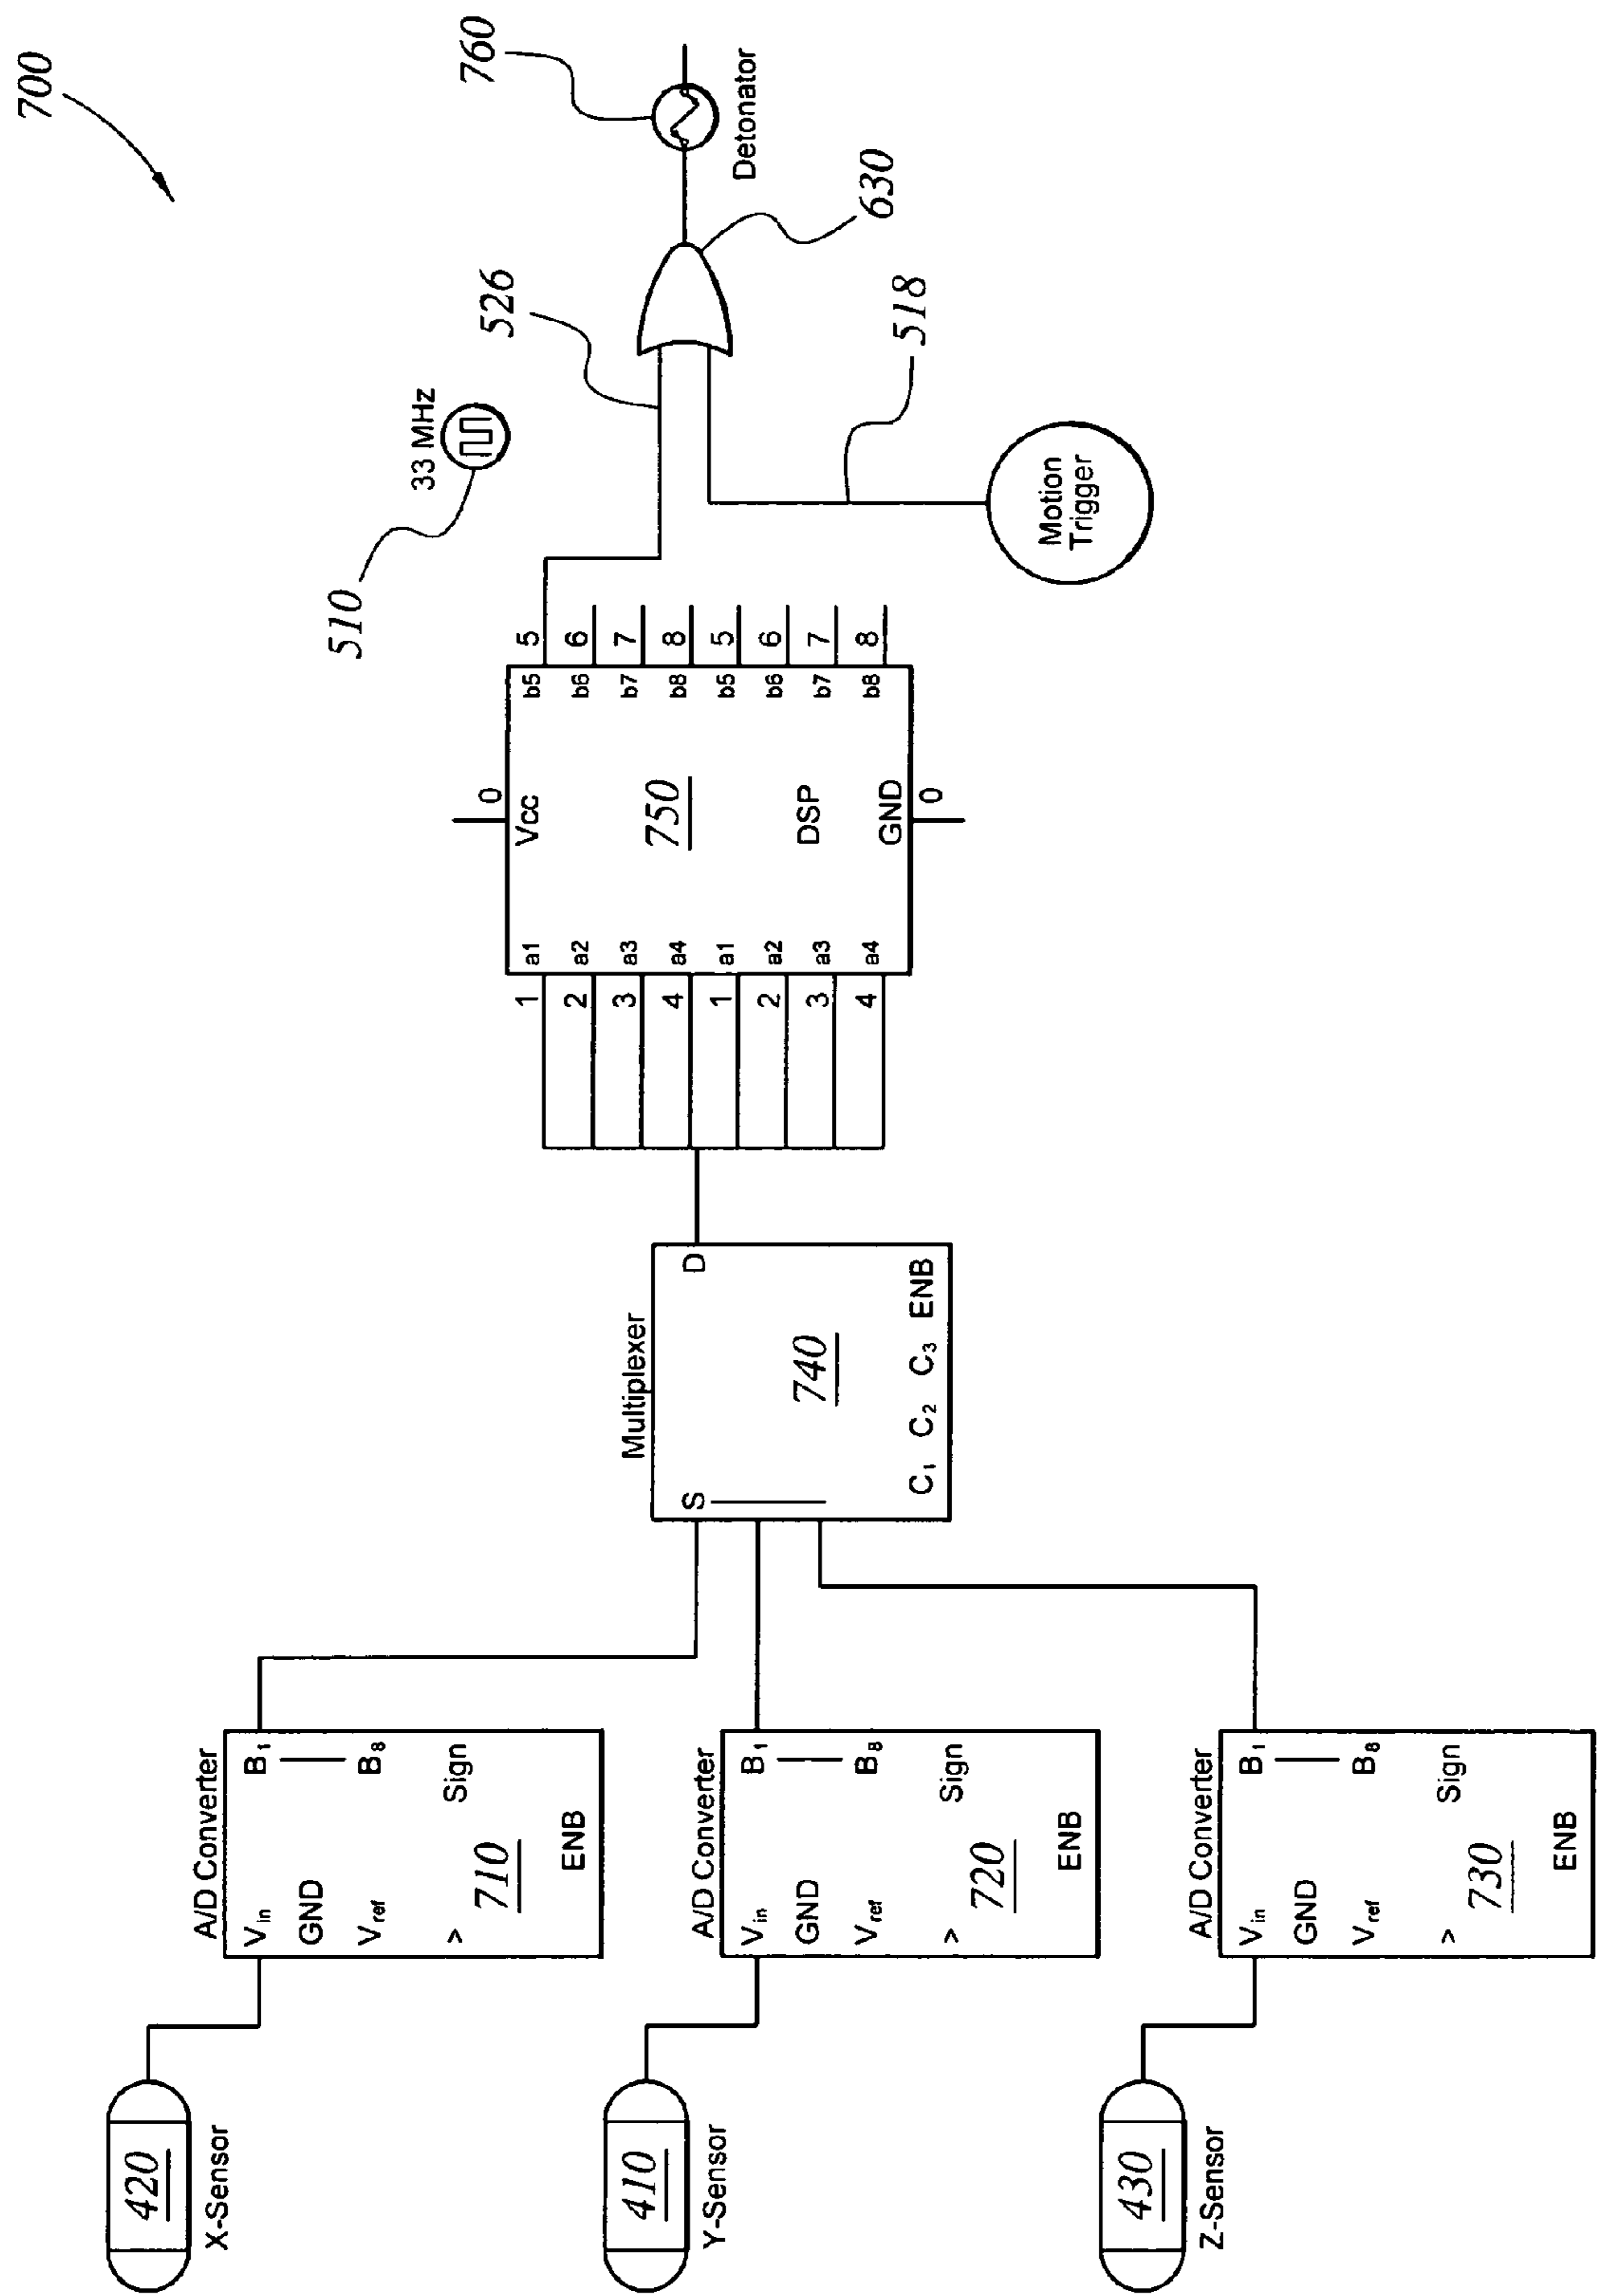 700
760
Detonator
630
526
518
33 MHz
510
Motion
Trigger
0
Vcc
750
DSP
GND
0
a1
a2
a3
a4
a1
a2
a3
a4
1
2
3
4
1
2
3
4
b5
b6
b7
b8
b5
b6
b7
b8
5
6
7
8
5
6
7
8
Multiplexer
S
D
740
C₁ C₂ C₃ ENB
A/D Converter
Vin
B₁
GND
Vref
B₈
>
Sign
710
ENB
A/D Converter
Vin
B₁
GND
Vref
B₈
>
Sign
720
ENB
A/D Converter
Vin
B₁
GND
Vref
B₈
>
Sign
730
ENB
420
X-Sensor
410
Y-Sensor
430
Z-Sensor